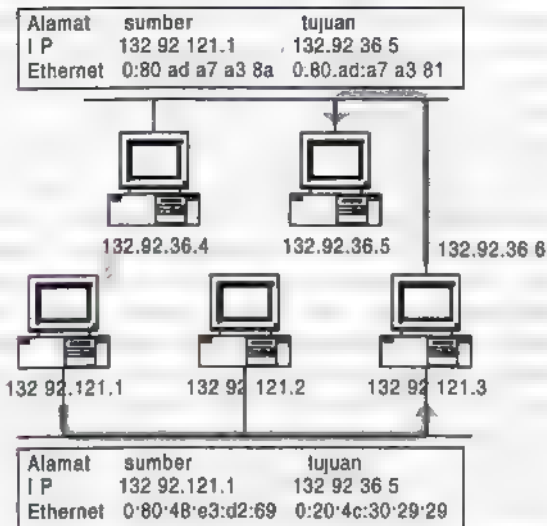 Alamat sumber tujuan
I P 132 92 121.1 132.92 36 5
Ethernet 0:80 ad a7 a3 8a 0:80.ad:a7 a3 81
132.92.36.4 132.92.36.5 132.92.36 6
132 92.121.1 132 92 121.2 132 92 121.3
Alamat sumber tujuan
I P 132 92.121.1 132 92 36 5
Ethernet 0:80:4B:e3:d2:69 0:20:4c:30:29:29